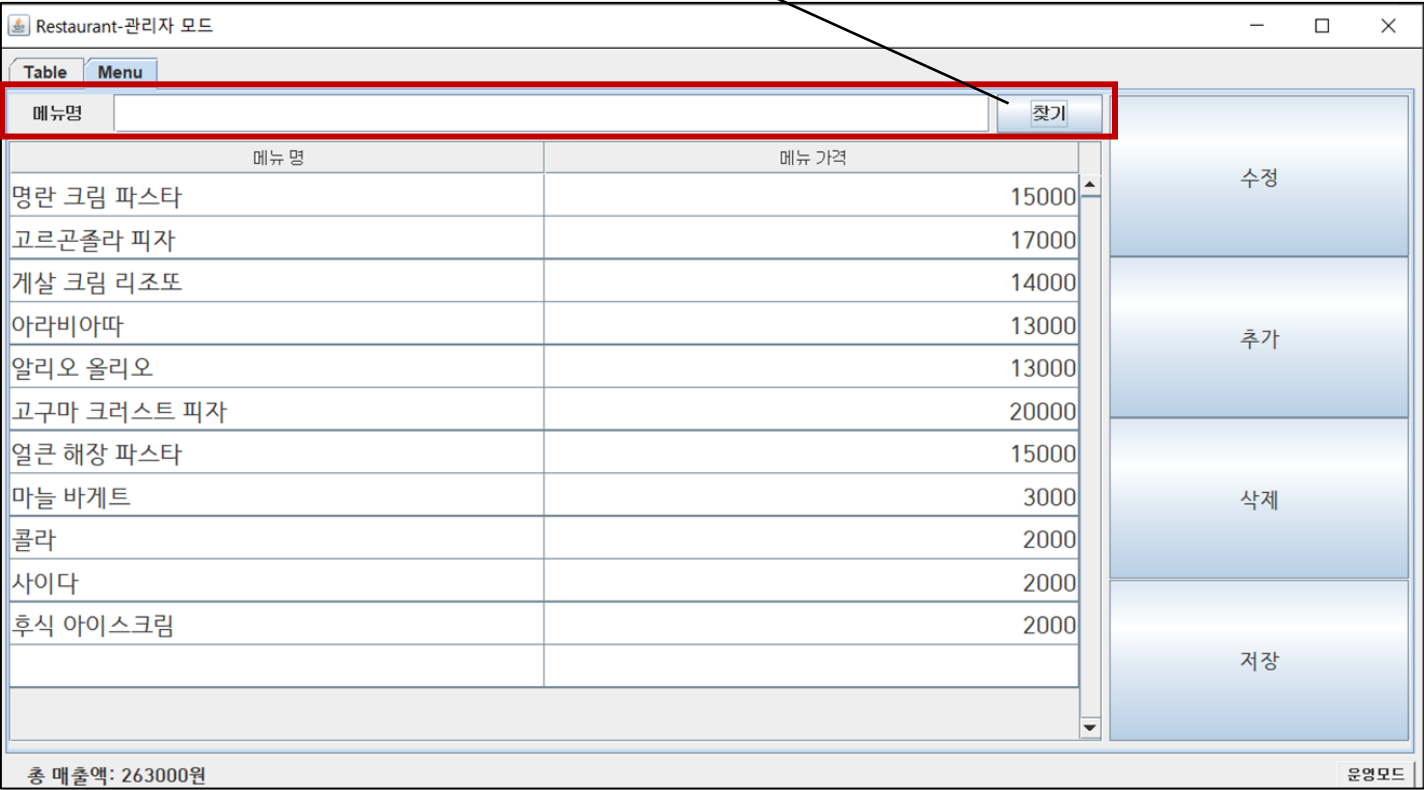 Restaurant-관리자 모드
Table Menu
메뉴명 찾기
메뉴 명 메뉴 가격
명란 크림 파스타 15000
고르곤졸라 피자 17000
게살 크림 리조또 14000
아라비아따 13000
알리오 올리오 13000
고구마 크러스트 피자 20000
얼큰 해장 파스타 15000
마늘 바게트 3000
콜라 2000
사이다 2000
후식 아이스크림 2000
수정
추가
삭제
저장
총 매출액: 263000원 운영모드